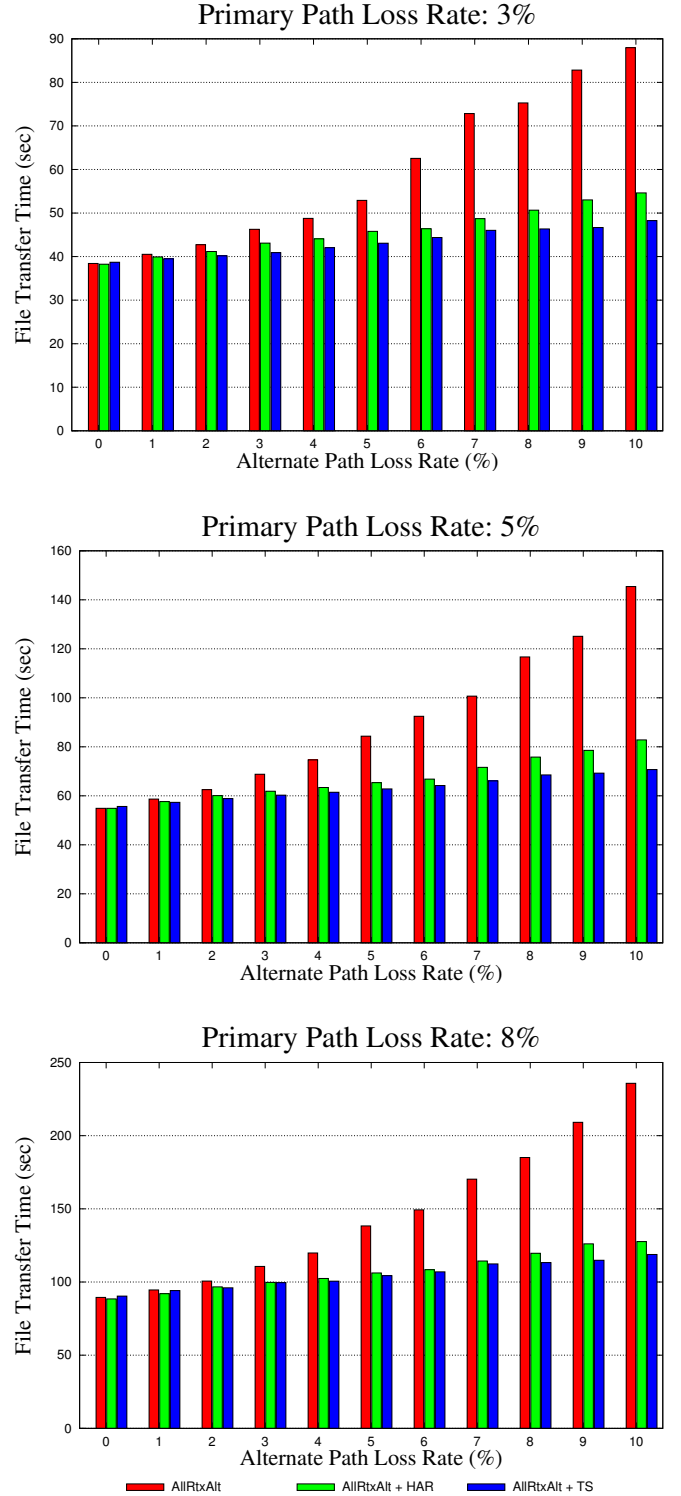 Primary Path Loss Rate: 3%
File Transfer Time (sec)
90
80
70
60
50
40
30
20
10
0
0 1 2 3 4 5 6 7 8 9 10
Alternate Path Loss Rate (%)
Primary Path Loss Rate: 5%
File Transfer Time (sec)
160
140
120
100
80
60
40
20
0
0 1 2 3 4 5 6 7 8 9 10
Alternate Path Loss Rate (%)
Primary Path Loss Rate: 8%
File Transfer Time (sec)
250
200
150
100
50
0
0 1 2 3 4 5 6 7 8 9 10
Alternate Path Loss Rate (%)
AllRtxAlt AllRtxAlt + HAR AllRtxAlt + TS